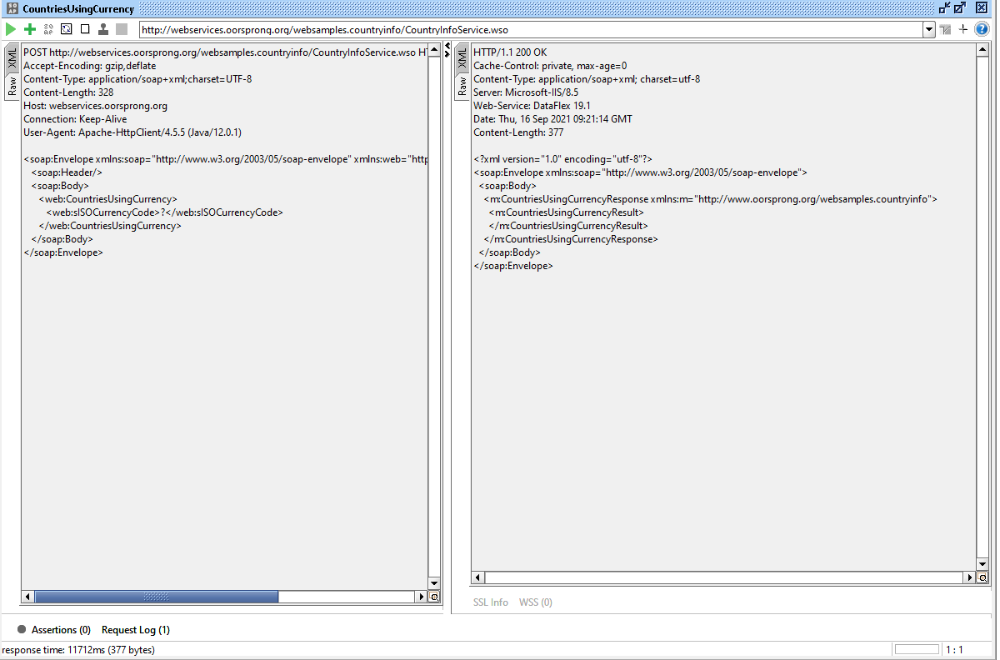 CountriesUsingCurrency
http://webservices.oorsprong.org/websamples.countryinfo/CountryInfoService.wso
XML
Raw
POST http://webservices.oorsprong.org/websamples.countryinfo/CountryInfoService.wso HT
Accept-Encoding: gzip,deflate
Content-Type: application/soap+xml;charset=UTF-8
Content-Length: 328
Host: webservices.oorsprong.org
Connection: Keep-Alive
User-Agent: Apache-HttpClient/4.5.5 (Java/12.0.1)
<soap:Envelope xmlns:soap="http://www.w3.org/2003/05/soap-envelope" xmlns:web="http
<soap:Header/>
<soap:Body>
<web:CountriesUsingCurrency>
<web:sISOCurrencyCode>?</web:sISOCurrencyCode>
</web:CountriesUsingCurrency>
</soap:Body>
</soap:Envelope>
XML
Raw
HTTP/1.1 200 OK
Cache-Control: private, max-age=0
Content-Type: application/soap+xml; charset=utf-8
Server: Microsoft-IIS/8.5
Web-Service: DataFlex 19.1
Date: Thu, 16 Sep 2021 09:21:14 GMT
Content-Length: 377
<?xml version="1.0" encoding="utf-8"?>
<soap:Envelope xmlns:soap="http://www.w3.org/2003/05/soap-envelope">
<soap:Body>
<m:CountriesUsingCurrencyResponse xmlns:m="http://www.oorsprong.org/websamples.countryinfo">
<m:CountriesUsingCurrencyResult>
</m:CountriesUsingCurrencyResult>
</m:CountriesUsingCurrencyResponse>
</soap:Body>
</soap:Envelope>
SSL Info WSS (0)
Assertions (0) Request Log (1)
response time: 11712ms (377 bytes)
1 : 1